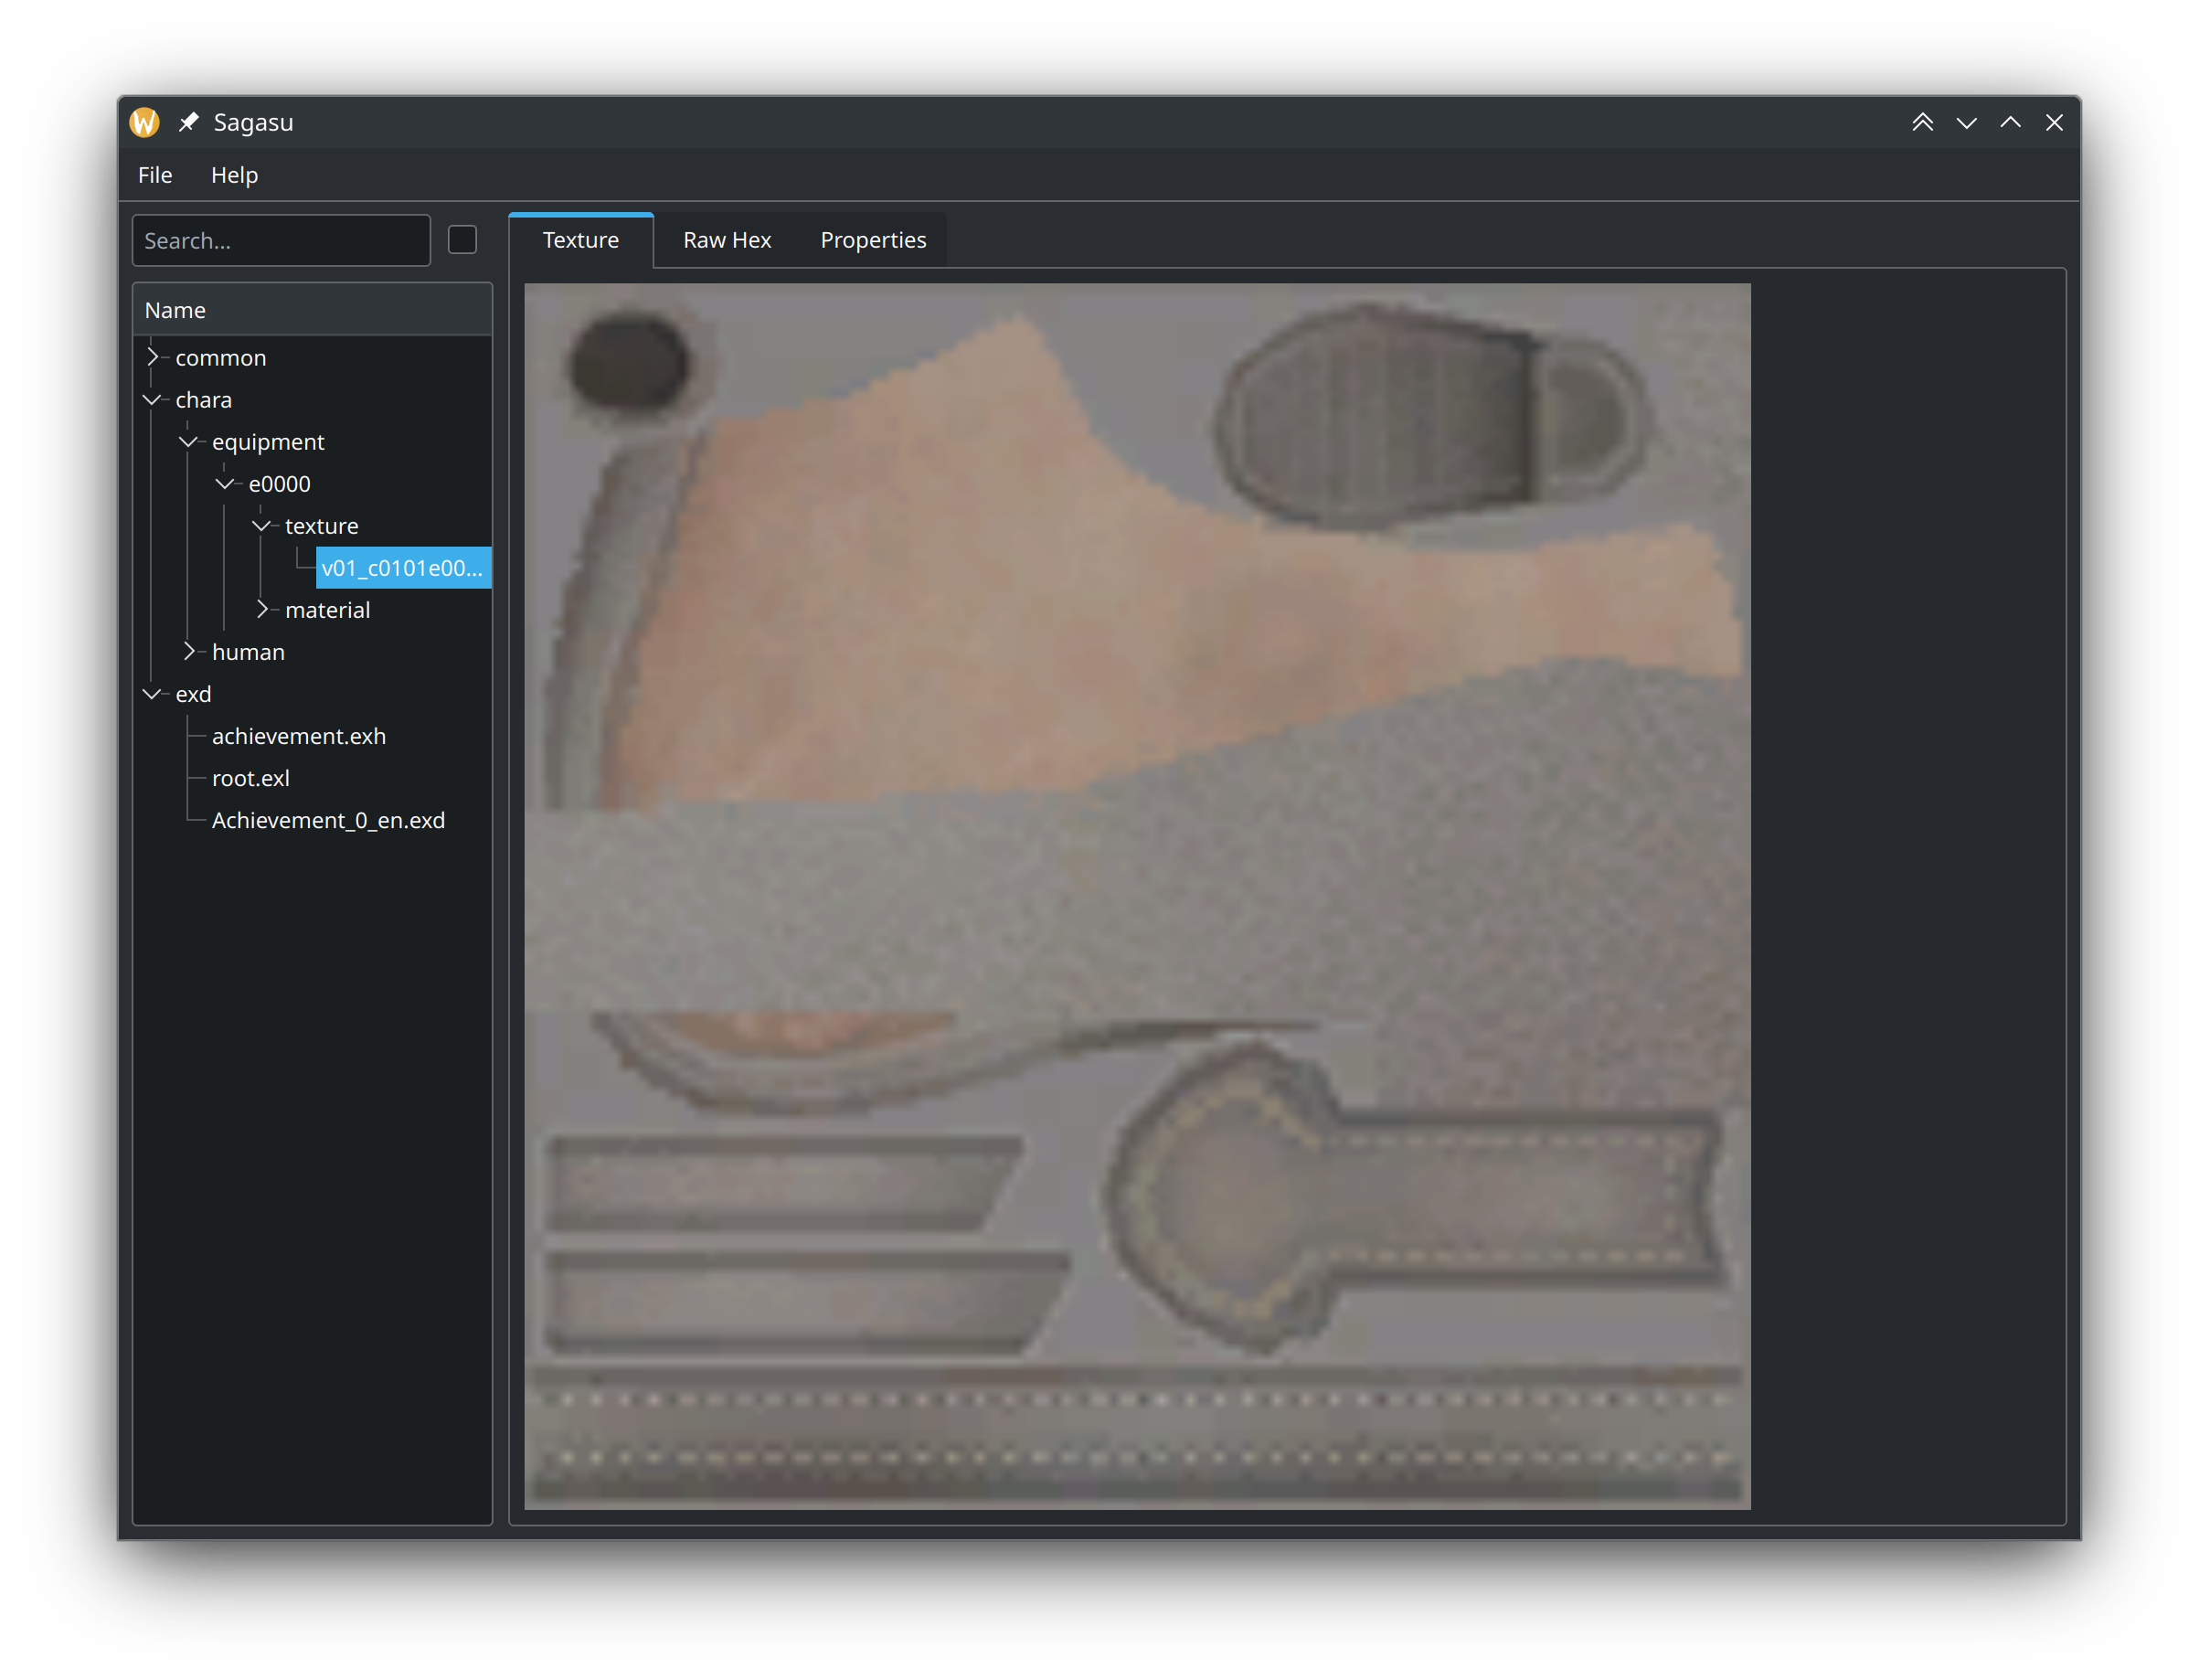 Sagasu
File Help
Search...
Texture Raw Hex Properties
Name
common
chara
equipment
e0000
texture
v01_c0101e00...
material
human
exd
achievement.exh
root.exl
Achievement_0_en.exd